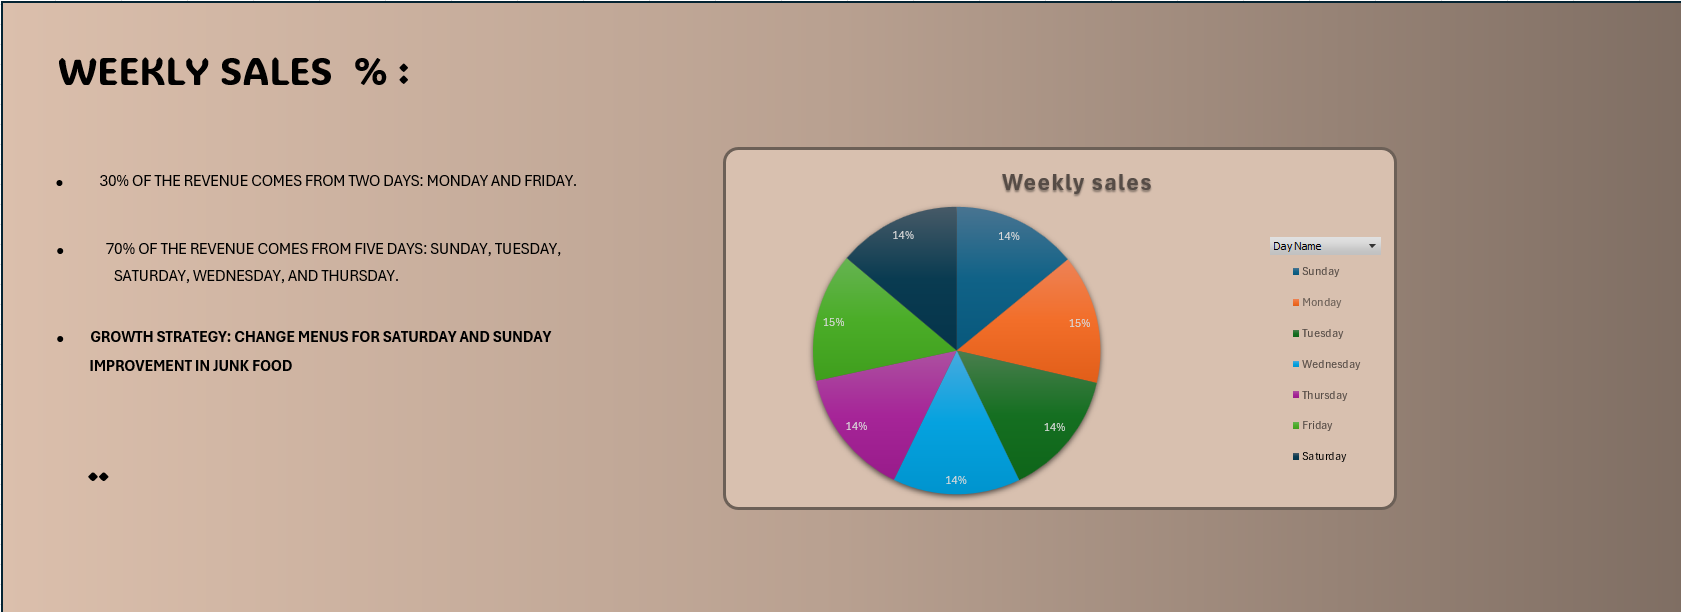 WEEKLY SALES % :
• 30% OF THE REVENUE COMES FROM TWO DAYS: MONDAY AND FRIDAY.
• 70% OF THE REVENUE COMES FROM FIVE DAYS: SUNDAY, TUESDAY,
SATURDAY, WEDNESDAY, AND THURSDAY.
• GROWTH STRATEGY: CHANGE MENUS FOR SATURDAY AND SUNDAY
IMPROVEMENT IN JUNK FOOD
..
Weekly sales
14%
15%
14%
14%
14%
15%
14%
Day Name
Sunday
Monday
Tuesday
Wednesday
Thursday
Friday
Saturday